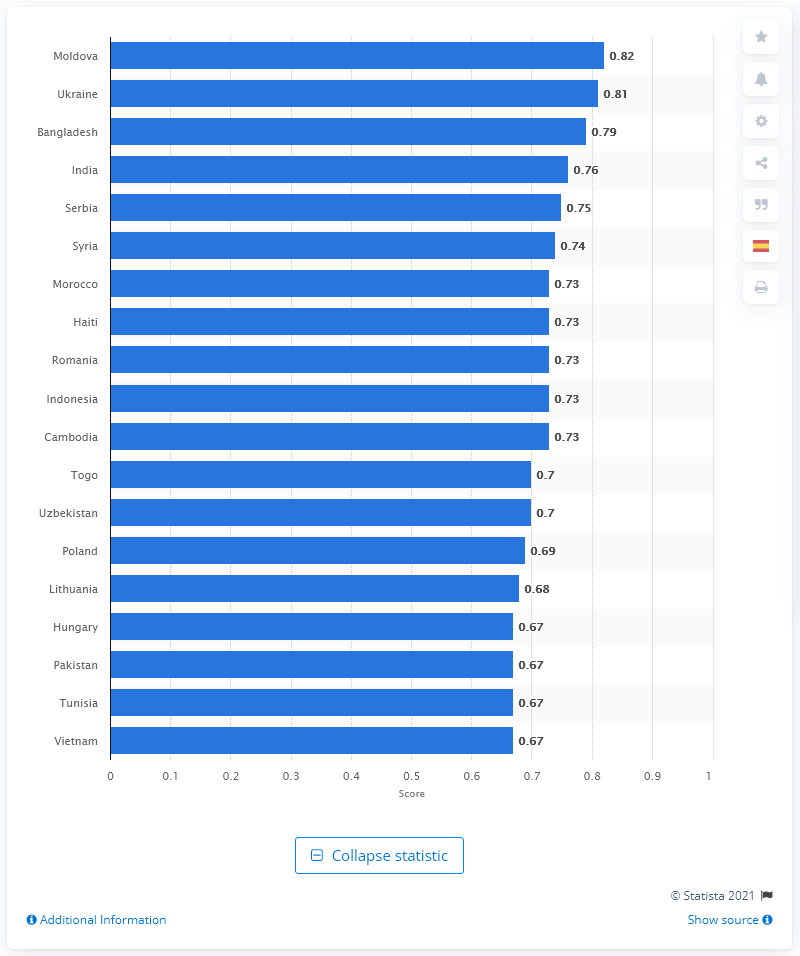 Moldova 0.82
Ukraine 0.81
Bangladesh 0.79
India 0.76
Serbia 0.75
Syria 0.74
Morocco 0.73
Haiti 0.73
Romania 0.73
Indonesia 0.73
Cambodia 0.73
Togo 0.7
Uzbekistan 0.7
Poland 0.69
Lithuania 0.68
Hungary 0.67
Pakistan 0.67
Tunisia 0.67
Vietnam 0.67
0 0.1 0.2 0.3 0.4 0.5 0.6 0.7 0.8 0.9 1
Score
Collapse statistic
© Statista 2021
Additional Information Show source